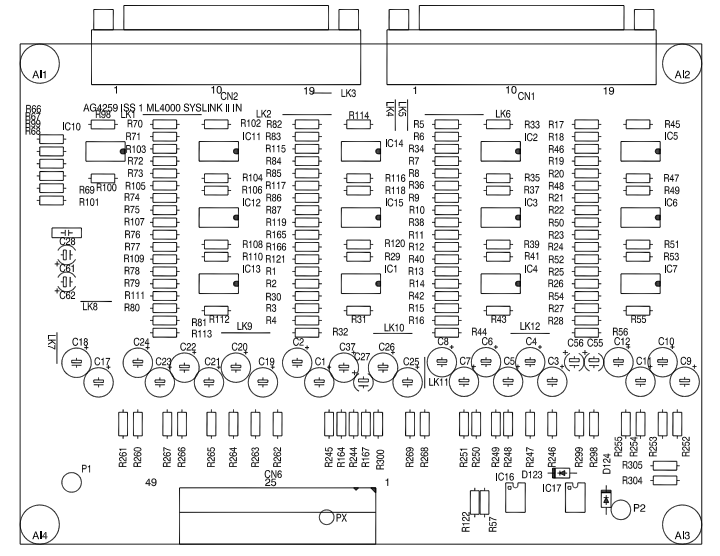 AI1
AI2
1
10
19
CN2
LK3
1
10
19
CN1
AG4259 ISS 1 ML4000 SYSLINK II IN
R66
R67
R99
R68
IC10
R98
LK1
R70
R71
R103
R72
R73
R105
R74
R75
R107
R76
R77
R109
R78
R79
R111
R80
R69
R100
R101
C28
C61
C62
LK8
LK7
R102
IC11
R104
R106
IC12
R108
R110
IC13
R112
R81
R113
LK9
LK2
R82
R83
R115
R84
R85
R117
R86
R87
R119
R165
R166
R121
R1
R2
R30
R3
R4
R32
R114
IC14
R116
R118
IC15
R120
R29
IC1
R31
LK10
LK4
LK5
R5
R6
R34
R7
R8
R36
R9
R10
R38
R11
R12
R40
R13
R14
R42
R15
R16
R44
LK6
R33
IC2
R35
R37
IC3
R39
R41
IC4
R43
LK12
R17
R18
R46
R19
R20
R48
R21
R22
R50
R23
R24
R52
R25
R26
R54
R27
R28
R56
R45
IC5
R47
R49
IC6
R51
R53
IC7
R55
C18
C17
C24
C23
C22
C21
C20
C19
C2
C1
C37
C27
C26
C25
LK11
C8
C7
C6
C5
C4
C3
C56
C55
C12
C11
C10
C9
R261
R260
R267
R266
R265
R264
R263
R262
R245
R164
R244
R167
R300
R269
R268
R251
R250
R249
R248
R247
R246
R299
R298
R255
R254
R253
R252
P1
49
CN6
25
1
PX
IC16
D123
IC17
D124
R305
R304
R122
R57
P2
AI4
AI3